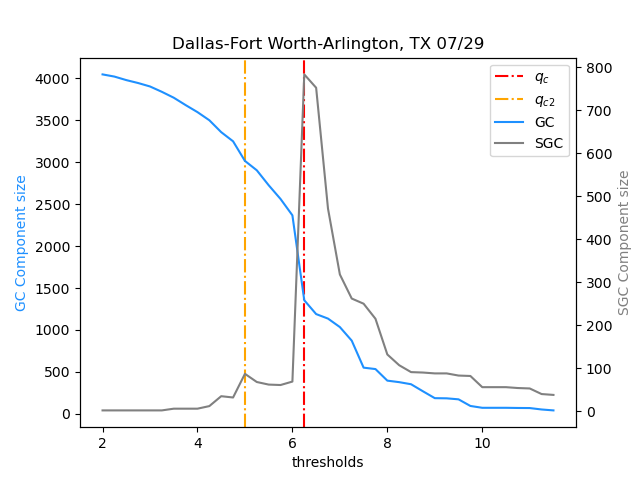 Dallas-Fort Worth-Arlington, TX 07/29
4000
3500
3000
2500
2000
1500
1000
500
0
GC Component size
800
700
600
500
400
300
200
100
0
SGC Component size
q_c
q_c2
GC
SGC
2 4 6 8 10
thresholds